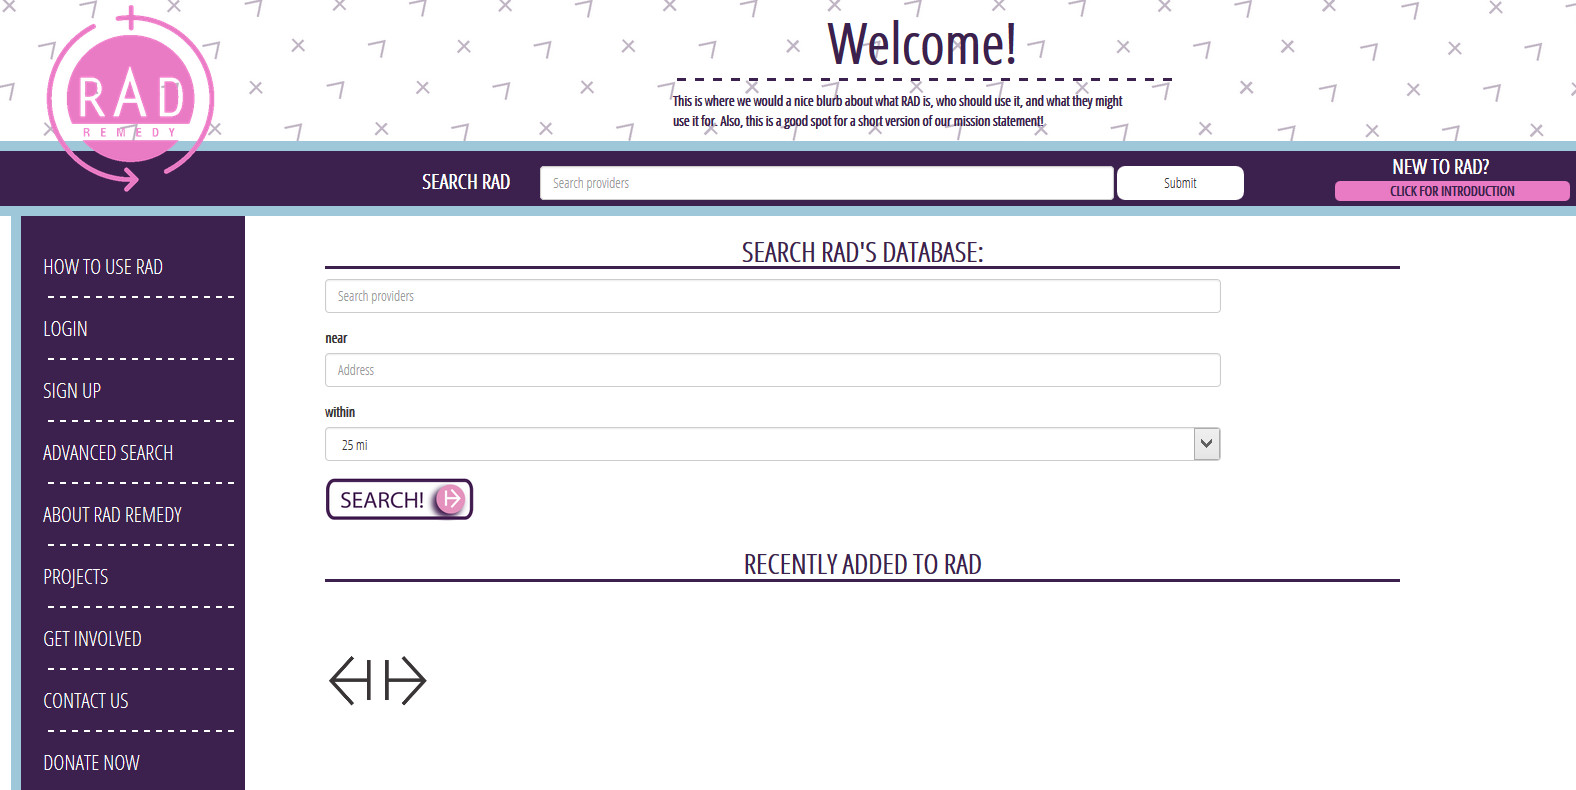 RAD
REMEDY
Welcome!
This is where we would a nice blurb about what RAD is, who should use it, and what they might
use it for. Also, this is a good spot for a short version of our mission statement!
SEARCH RAD
Search providers
Submit
NEW TO RAD?
CLICK FOR INTRODUCTION
HOW TO USE RAD
LOGIN
SIGN UP
ADVANCED SEARCH
ABOUT RAD REMEDY
PROJECTS
GET INVOLVED
CONTACT US
DONATE NOW
SEARCH RAD'S DATABASE:
Search providers
near
Address
within
25 mi
SEARCH!
RECENTLY ADDED TO RAD